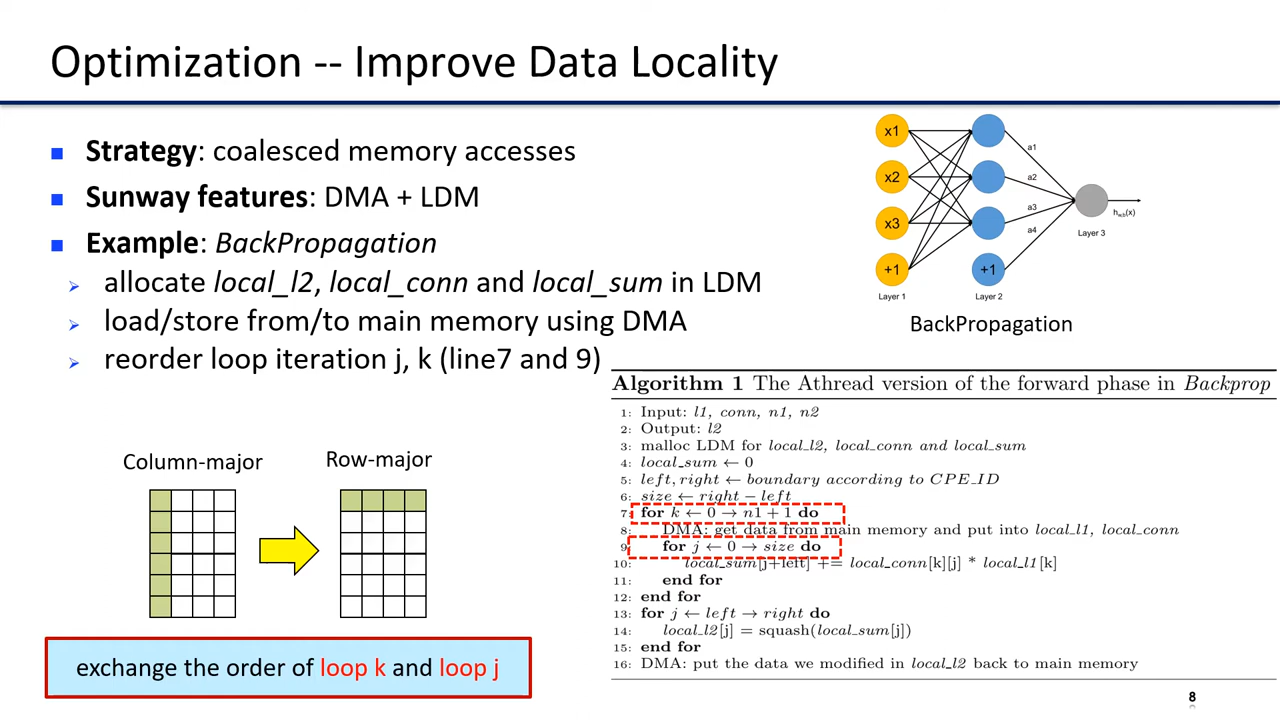 Optimization -- Improve Data Locality
Strategy: coalesced memory accesses
Sunway features: DMA + LDM
Example: BackPropagation
allocate local_l2, local_conn and local_sum in LDM
load/store from/to main memory using DMA
reorder loop iteration j, k (line7 and 9)
x1
x2
x3
+1
+1
a1
a2
a3
a4
hw,b(x)
Layer 1
Layer 2
Layer 3
BackPropagation
Column-major
Row-major
exchange the order of loop k and loop j
Algorithm 1 The Athread version of the forward phase in Backprop
1: Input: l1, conn, n1, n2
2: Output: l2
3: malloc LDM for local_l2, local_conn and local_sum
4: local_sum ← 0
5: left, right ← boundary according to CPE_ID
6: size ← right − left
7: for k ← 0 → n1 + 1 do
8: DMA: get data from main memory and put into local_l1, local_conn
9: for j ← 0 → size do
10: local_sum[j+left] += local_conn[k][j] * local_l1[k]
11: end for
12: end for
13: for j ← left → right do
14: local_l2[j] = squash(local_sum[j])
15: end for
16: DMA: put the data we modified in local_l2 back to main memory
8